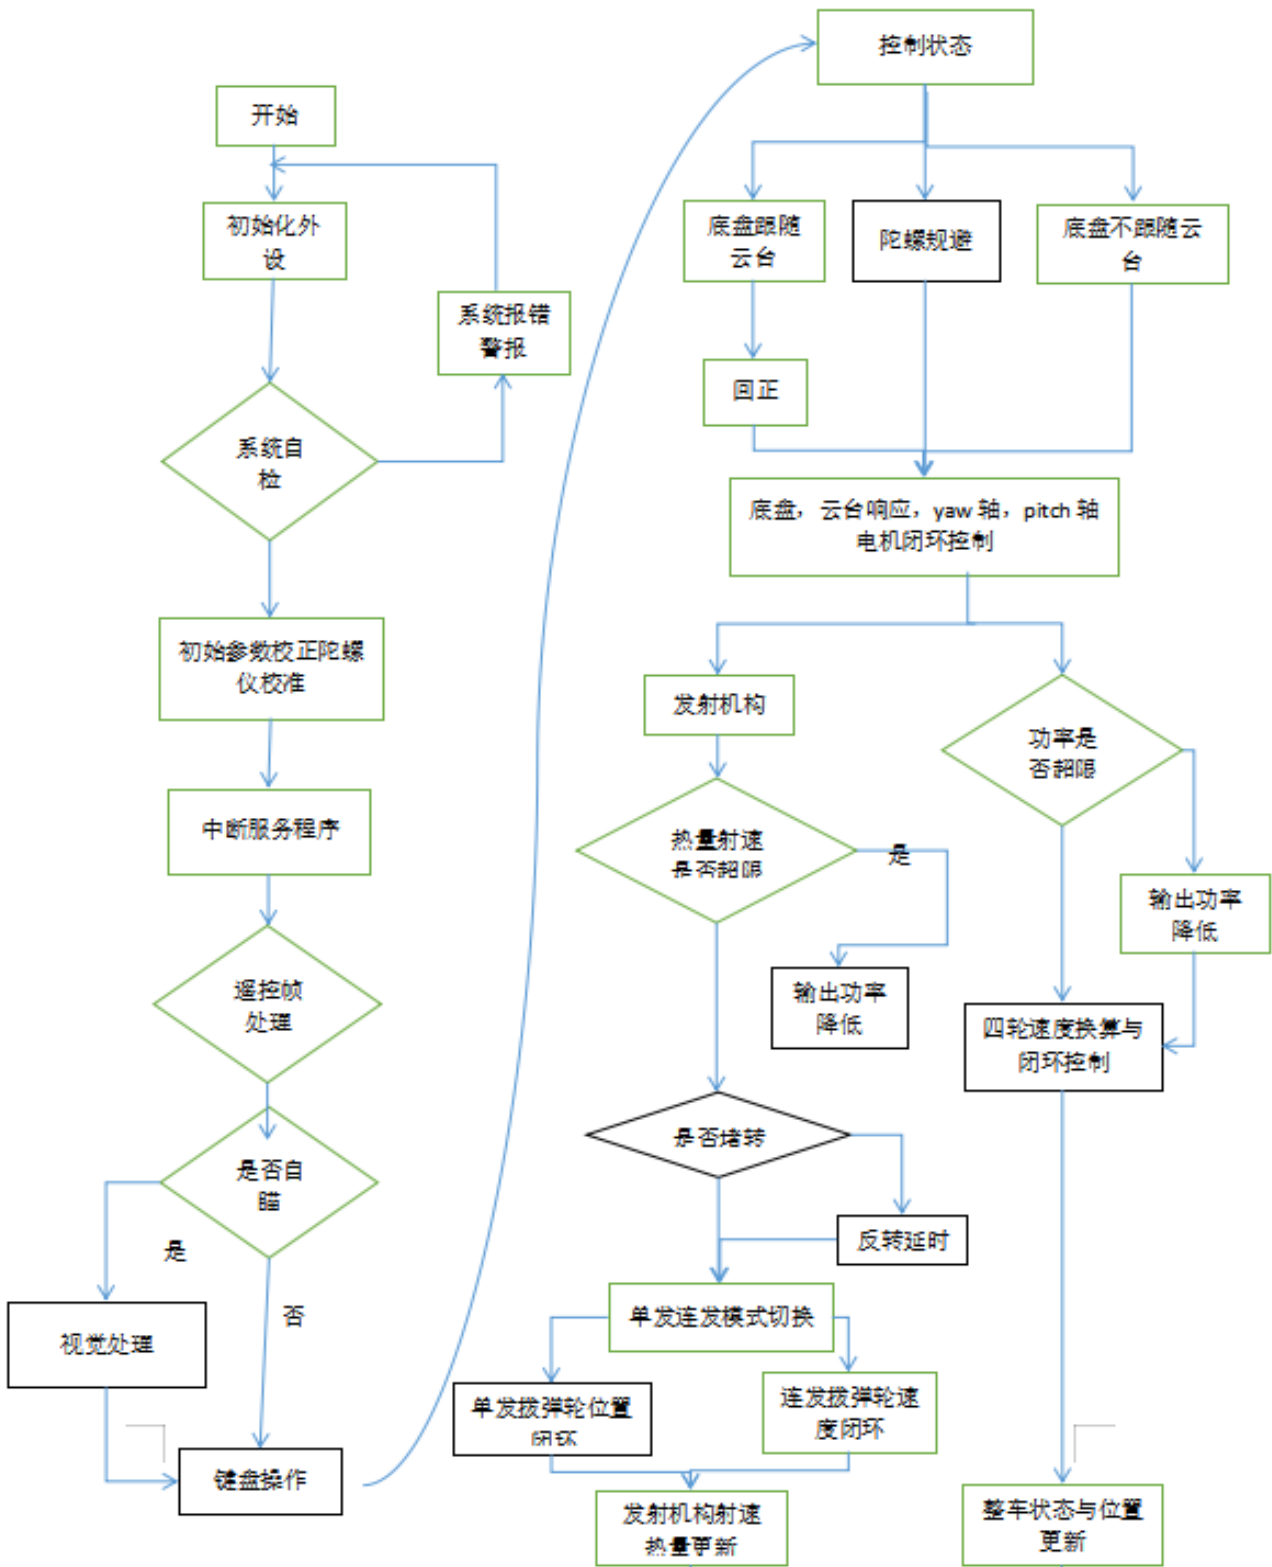 开始
初始化外
设
系统报错
警报
系统自
检
初始参数校正陀螺
仪校准
中断服务程序
遥控帧
处理
是否自
瞄
是
否
视觉处理
键盘操作
控制状态
底盘跟随
云台
陀螺规避
底盘不跟随云
台
回正
底盘，云台响应，yaw 轴，pitch 轴
电机闭环控制
发射机构
功率是
否超限
热量射速
是否超限
是
输出功率
降低
输出功率
降低
四轮速度换算与
闭环控制
是否堵转
反转延时
单发连发模式切换
单发拨弹轮位置
闭环
连发拨弹轮速
度闭环
发射机构射速
热量更新
整车状态与位置
更新